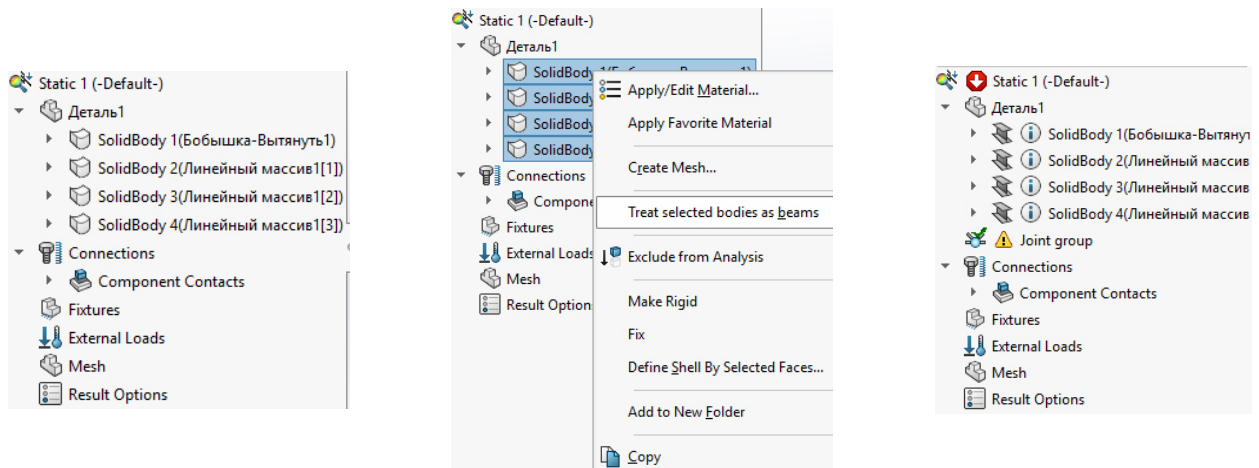 Static 1 (-Default-)
Деталь1
SolidBody 1(Бобышка-Вытянуть1)
SolidBody 2(Линейный массив1[1])
SolidBody 3(Линейный массив1[2])
SolidBody 4(Линейный массив1[3])
Connections
Component Contacts
Fixtures
External Loads
Mesh
Result Options
Static 1 (-Default-)
Деталь1
SolidBody
SolidBody
SolidBody
SolidBody
Connections
Compone
Fixtures
External Loads
Mesh
Result Option
Apply/Edit Material...
Apply Favorite Material
Create Mesh...
Treat selected bodies as beams
Exclude from Analysis
Make Rigid
Fix
Define Shell By Selected Faces...
Add to New Folder
Copy
Static 1 (-Default-)
Деталь1
SolidBody 1(Бобышка-Вытянут
SolidBody 2(Линейный массив
SolidBody 3(Линейный массив
SolidBody 4(Линейный массив
Joint group
Connections
Component Contacts
Fixtures
External Loads
Mesh
Result Options